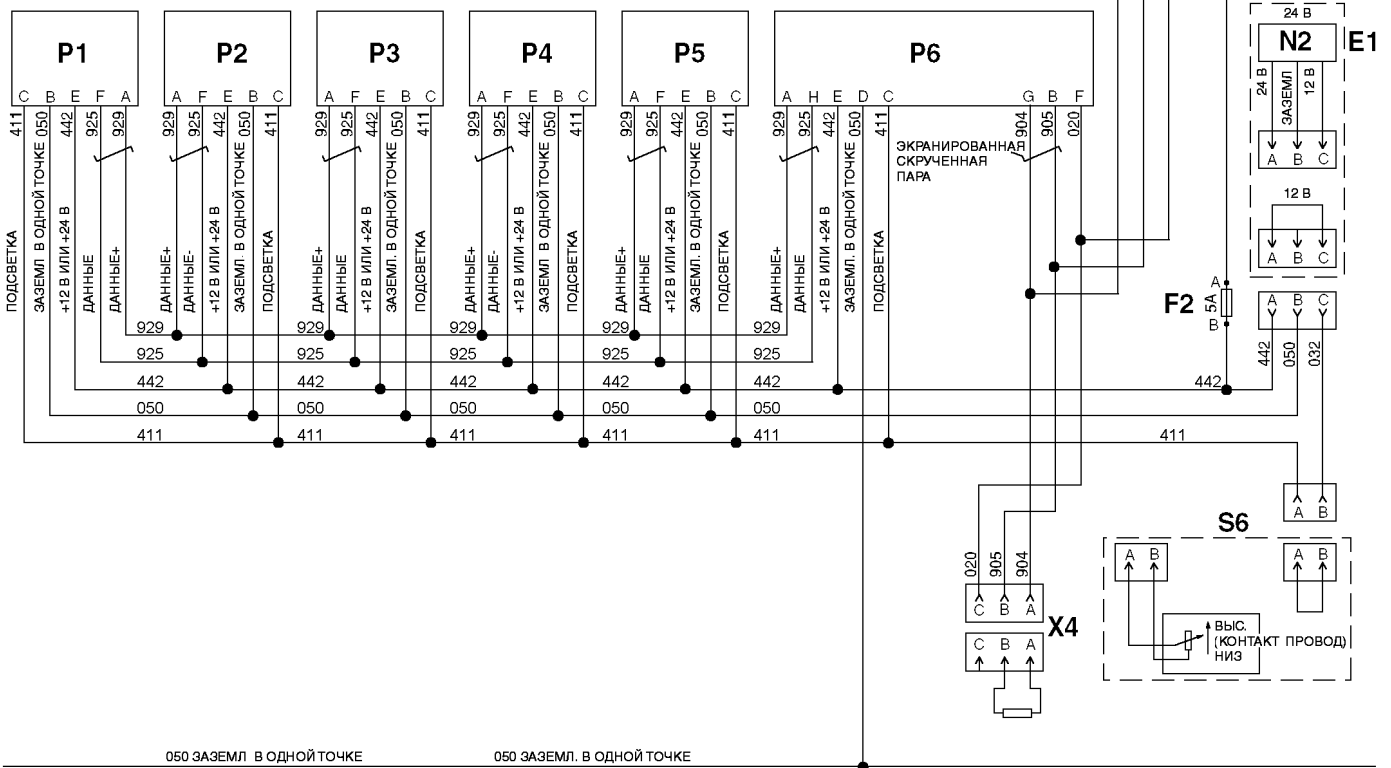 24 В
P1 P2 P3 P4 P5 P6 N2 E1
24 В ЗАЗЕМЛ 12 В
C B E F A A F E B C A F E B C A F E B C A F E B C A H E D C G B F
411 050 442 925 929 929 925 442 050 411 929 925 442 050 411 929 925 442 050 411 929 925 442 050 411 929 925 442 050 411 904 905 020
A B C
ЭКРАНИРОВАННАЯ
СКРУЧЕННАЯ
ПАРА
12 В
A B C
ПОДСВЕТКА ЗАЗЕМЛ В ОДНОЙ ТОЧКЕ +12 В ИЛИ +24 В ДАННЫЕ ДАННЫЕ+
ДАННЫЕ+ ДАННЫЕ- +12 В ИЛИ +24 В ЗАЗЕМЛ. В ОДНОЙ ТОЧКЕ ПОДСВЕТКА
ДАННЫЕ+ ДАННЫЕ +12 В ИЛИ +24 В ЗАЗЕМЛ. В ОДНОЙ ТОЧКЕ ПОДСВЕТКА
ДАННЫЕ+ ДАННЫЕ- +12 В ИЛИ +24 В ЗАЗЕМЛ В ОДНОЙ ТОЧКЕ ПОДСВЕТКА
ДАННЫЕ+ ДАННЫЕ +12 В ИЛИ +24 В ЗАЗЕМЛ. В ОДНОЙ ТОЧКЕ ПОДСВЕТКА
ДАННЫЕ+ ДАННЫЕ +12 В ИЛИ +24 В ЗАЗЕМЛ. В ОДНОЙ ТОЧКЕ ПОДСВЕТКА
A
F2 5A
B
A B C
442 050 032
929 929 929 929 929
925 925 925 925 925
442 442 442 442 442 442
050 050 050 050 050
411 411 411 411 411 411
A B
S6
A B A B
020 905 904
C B A
X4
C B A
ВЫС.
(КОНТАКТ ПРОВОД)
НИЗ
050 ЗАЗЕМЛ В ОДНОЙ ТОЧКЕ 050 ЗАЗЕМЛ. В ОДНОЙ ТОЧКЕ